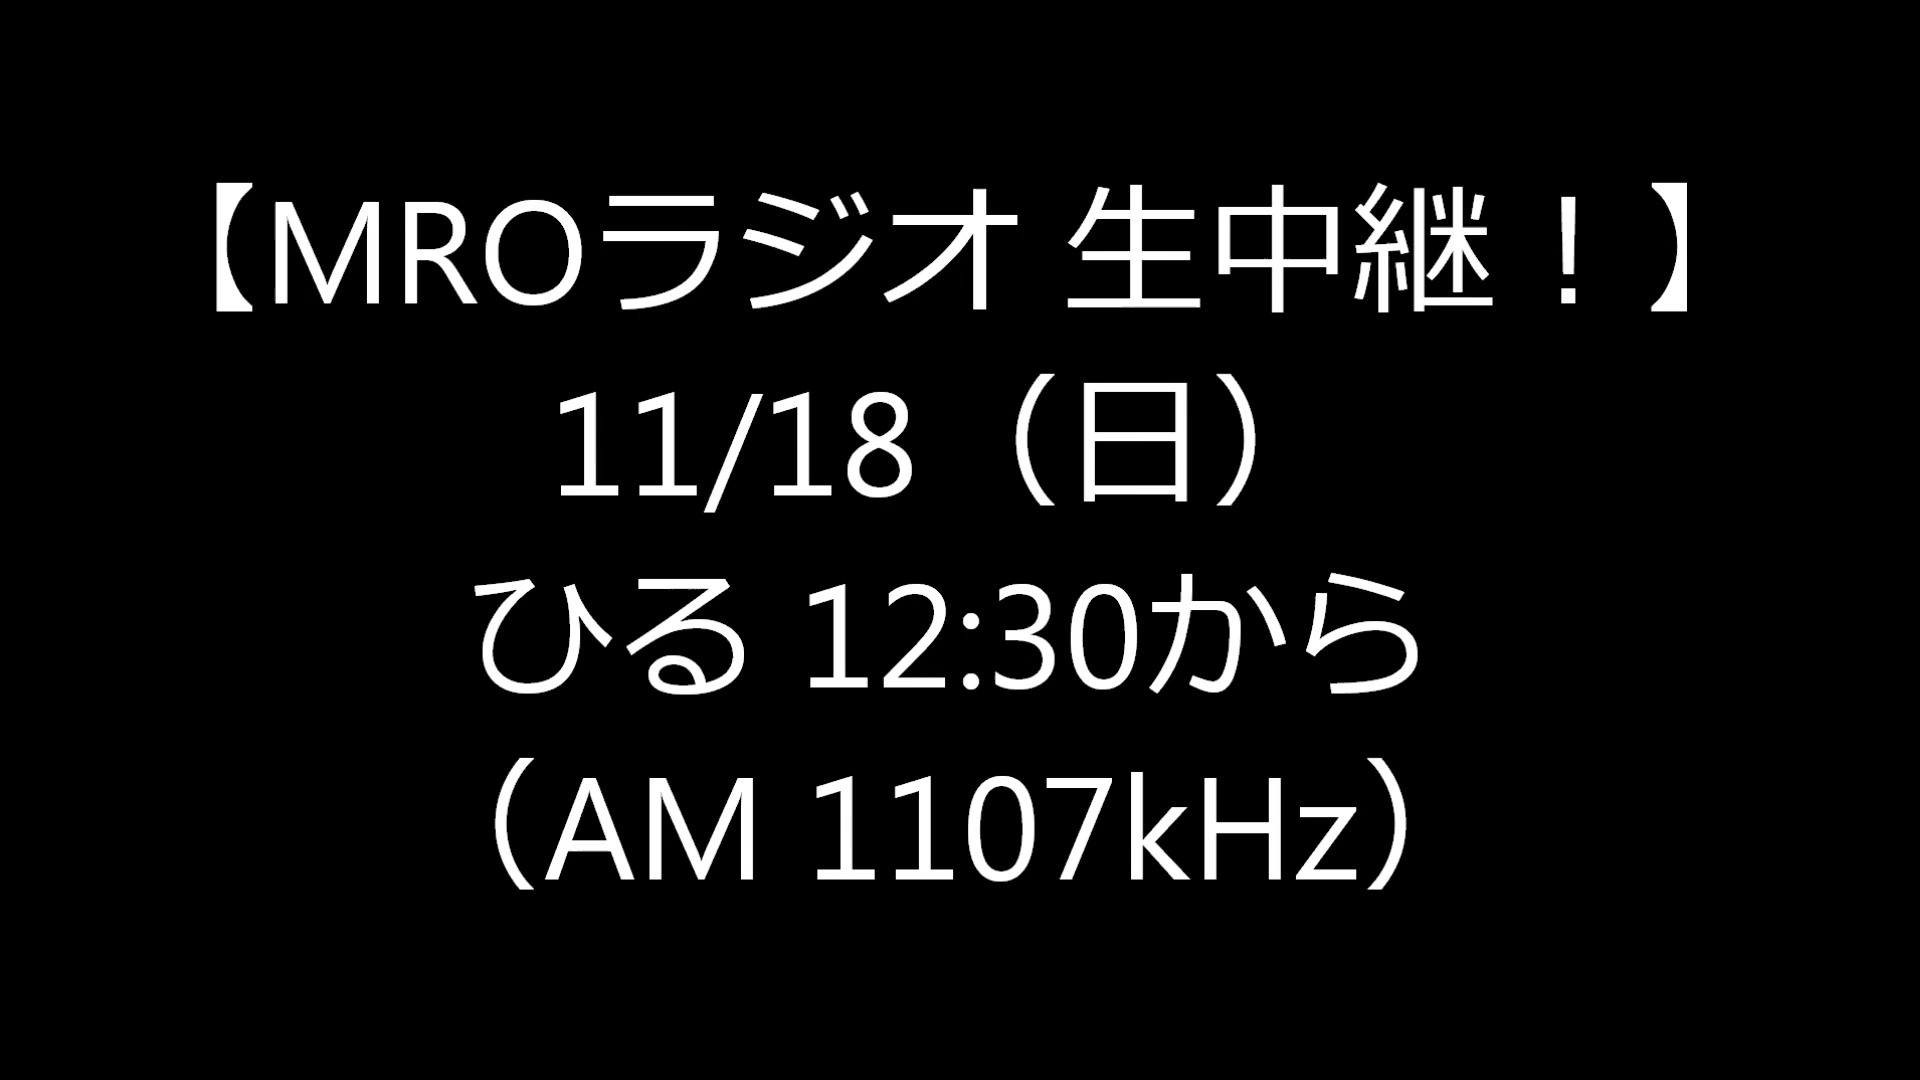 【MROラジオ 生中継！】
11/18（日）
ひる 12:30から
（AM 1107kHz）